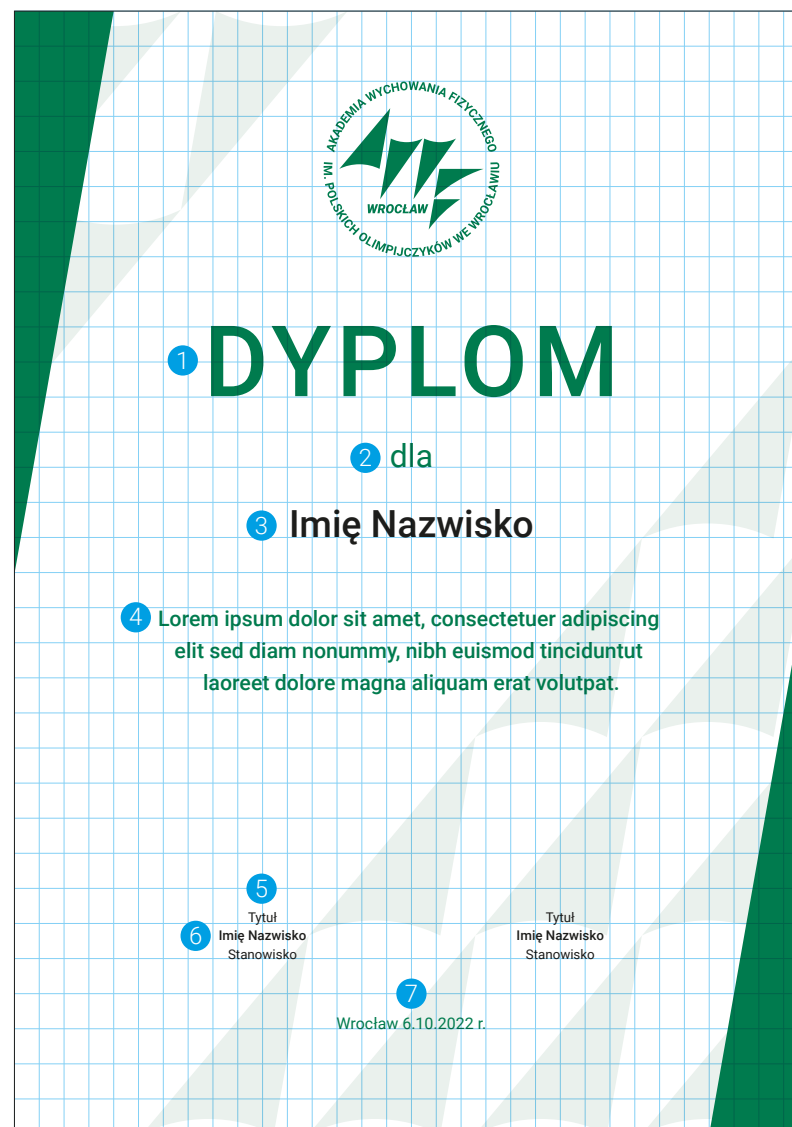 AKADEMIA WYCHOWANIA FIZYCZNEGO
IM. POLSKICH OLIMPIJCZYKÓW WE WROCŁAWIU
WROCŁAW
1 DYPLOM
2 dla
3 Imię Nazwisko
4 Lorem ipsum dolor sit amet, consectetuer adipiscing
elit sed diam nonummy, nibh euismod tinciduntut
laoreet dolore magna aliquam erat volutpat.
5
Tytuł
6 Imię Nazwisko
Stanowisko
Tytuł
Imię Nazwisko
Stanowisko
7
Wrocław 6.10.2022 r.